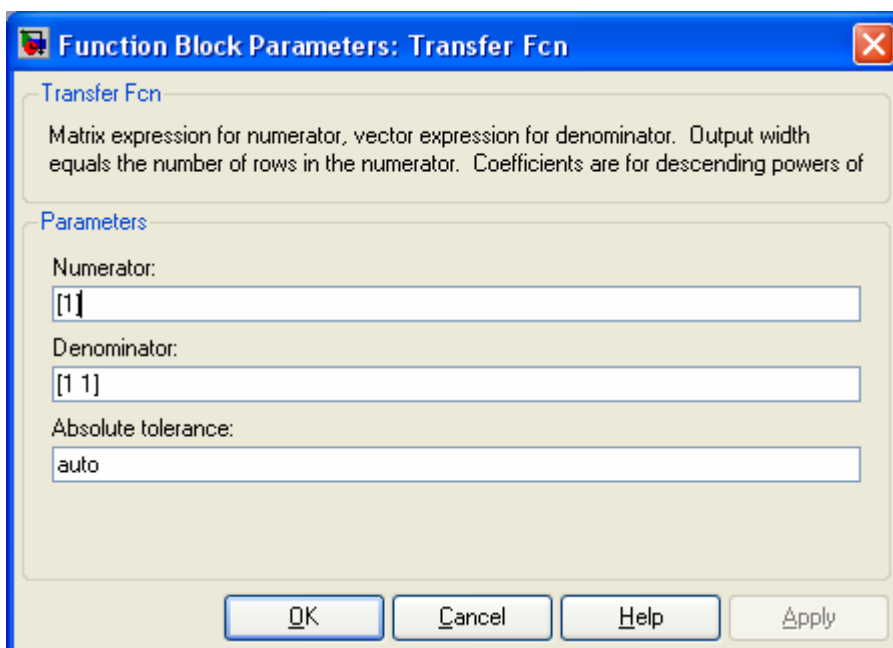 Function Block Parameters: Transfer Fcn
Transfer Fcn
Matrix expression for numerator, vector expression for denominator. Output width
equals the number of rows in the numerator. Coefficients are for descending powers of
Parameters
Numerator:
[1]
Denominator:
[1 1]
Absolute tolerance:
auto
OK Cancel Help Apply